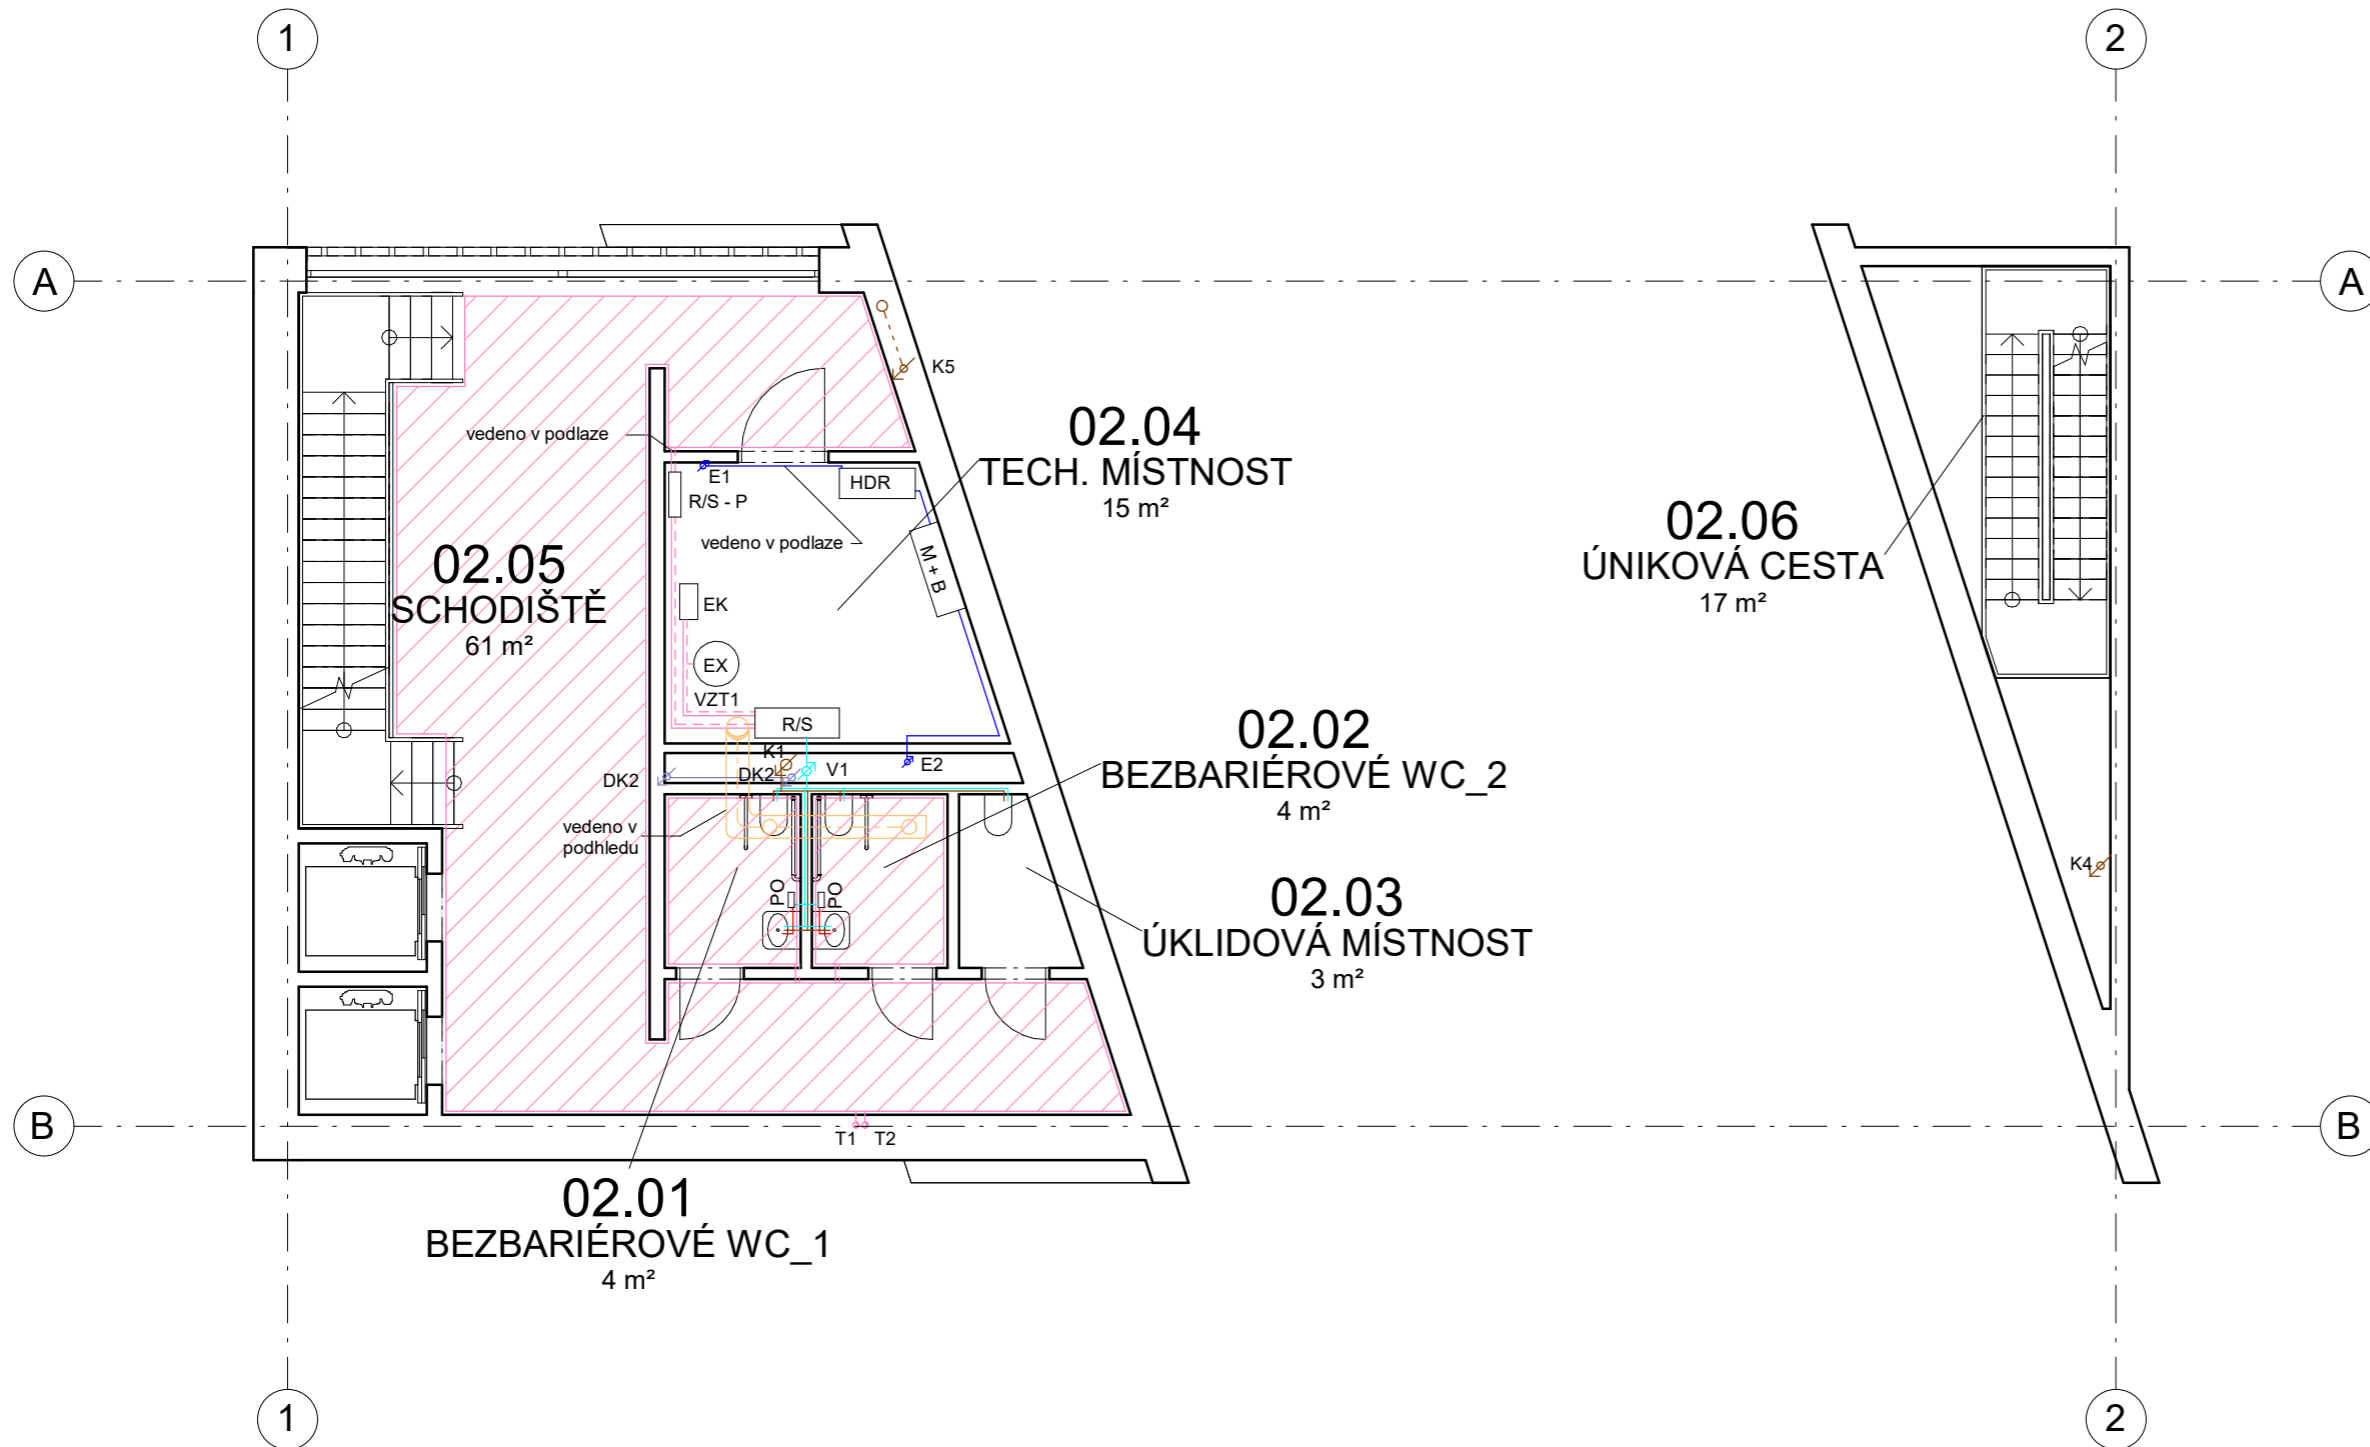 1
2
A
A
K5
02.04
TECH. MÍSTNOST
15 m²
vedeno v podlaze
E1
HDR
R/S - P
vedeno v podlaze
M + B
02.06
ÚNIKOVÁ CESTA
17 m²
02.05
SCHODIŠTĚ
61 m²
EK
EX
VZT1
R/S
K1
V1
E2
DK2
DK2
02.02
BEZBARIÉROVÉ WC_2
4 m²
vedeno v
podhledu
K4
PO
PO
02.03
ÚKLIDOVÁ MÍSTNOST
3 m²
B
B
T1
T2
02.01
BEZBARIÉROVÉ WC_1
4 m²
1
2